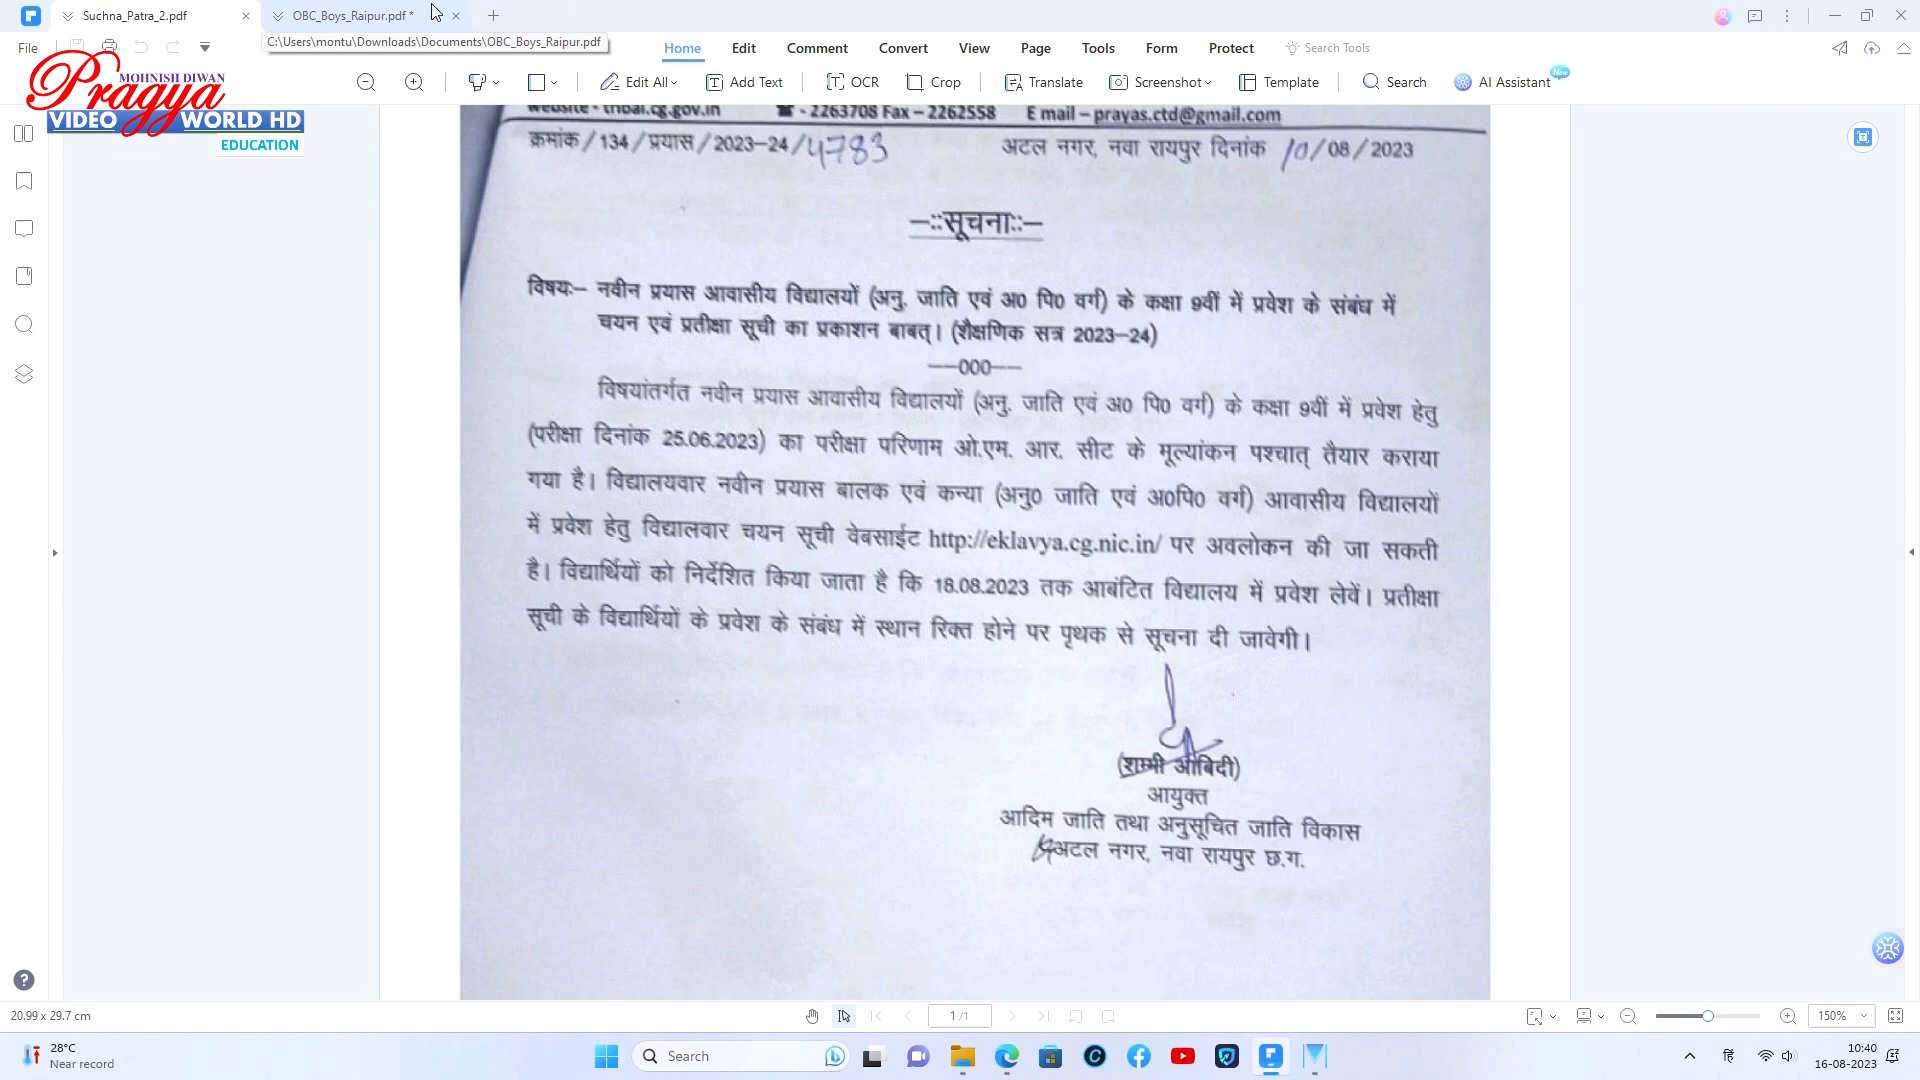 Suchna_Patra_2.pdf
OBC_Boys_Raipur.pdf *
C:\Users\montu\Downloads\Documents\OBC_Boys_Raipur.pdf
File
Home Edit Comment Convert View Page Tools Form Protect Search Tools
Edit All Add Text OCR Crop Translate Screenshot Template Search AI Assistant New
MOHNISH DIWAN
Pragya
VIDEO WORLD HD
EDUCATION
website - tribal.cg.gov.in ☎ - 2263708 Fax – 2262558 E mail – prayas.ctd@gmail.com
क्रमांक / 134 / प्रयास / 2023–24 / 4783 अटल नगर, नवा रायपुर दिनांक 10 / 08 / 2023
—::सूचना::—
विषयः– नवीन प्रयास आवासीय विद्यालयों (अनु. जाति एवं अ0 पि0 वर्ग) के कक्षा 9वीं में प्रवेश के संबंध में
चयन एवं प्रतीक्षा सूची का प्रकाशन बाबत्। (शैक्षणिक सत्र 2023–24)
——000——
विषयांतर्गत नवीन प्रयास आवासीय विद्यालयों (अनु. जाति एवं अ0 पि0 वर्ग) के कक्षा 9वीं में प्रवेश हेतु
(परीक्षा दिनांक 25.06.2023) का परीक्षा परिणाम ओ.एम. आर. सीट के मूल्यांकन पश्चात् तैयार कराया
गया है। विद्यालयवार नवीन प्रयास बालक एवं कन्या (अनु0 जाति एवं अ0पि0 वर्ग) आवासीय विद्यालयों
में प्रवेश हेतु विद्यालवार चयन सूची वेबसाईट http://eklavya.cg.nic.in/ पर अवलोकन की जा सकती
है। विद्यार्थियों को निर्देशित किया जाता है कि 18.08.2023 तक आबंटित विद्यालय में प्रवेश लेवें। प्रतीक्षा
सूची के विद्यार्थियों के प्रवेश के संबंध में स्थान रिक्त होने पर पृथक से सूचना दी जावेगी।
(शम्मी आबिदी)
आयुक्त
आदिम जाति तथा अनुसूचित जाति विकास
अटल नगर, नवा रायपुर छ.ग.
20.99 x 29.7 cm
1 /1
150%
28°C
Near record
Search
हि
10:40
16-08-2023